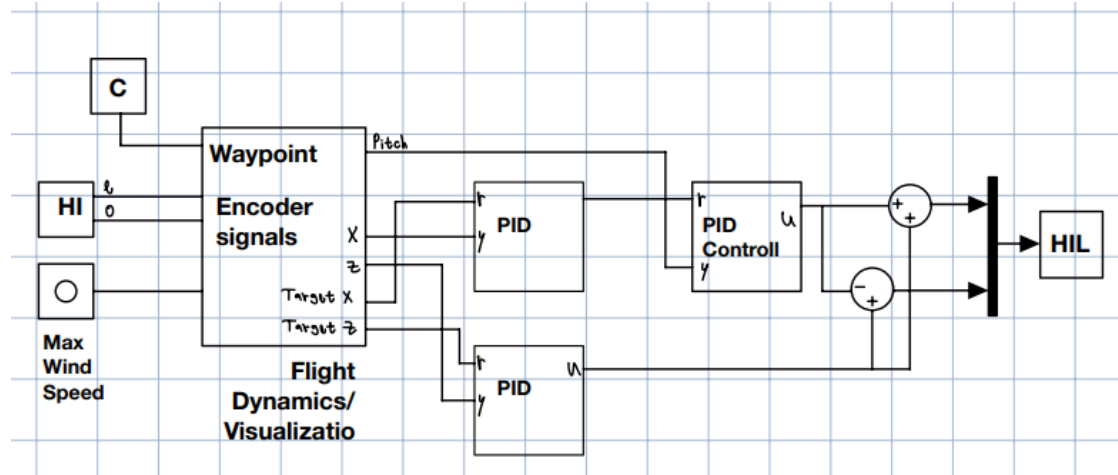 C
Waypoint
Pitch
HI
e
0
Encoder
signals
X
z
Target X
Target z
Max
Wind
Speed
Flight
Dynamics/
Visualizatio
r
PID
y
r
PID
Controll
u
y
r
PID
u
y
+
+
-
+
HIL